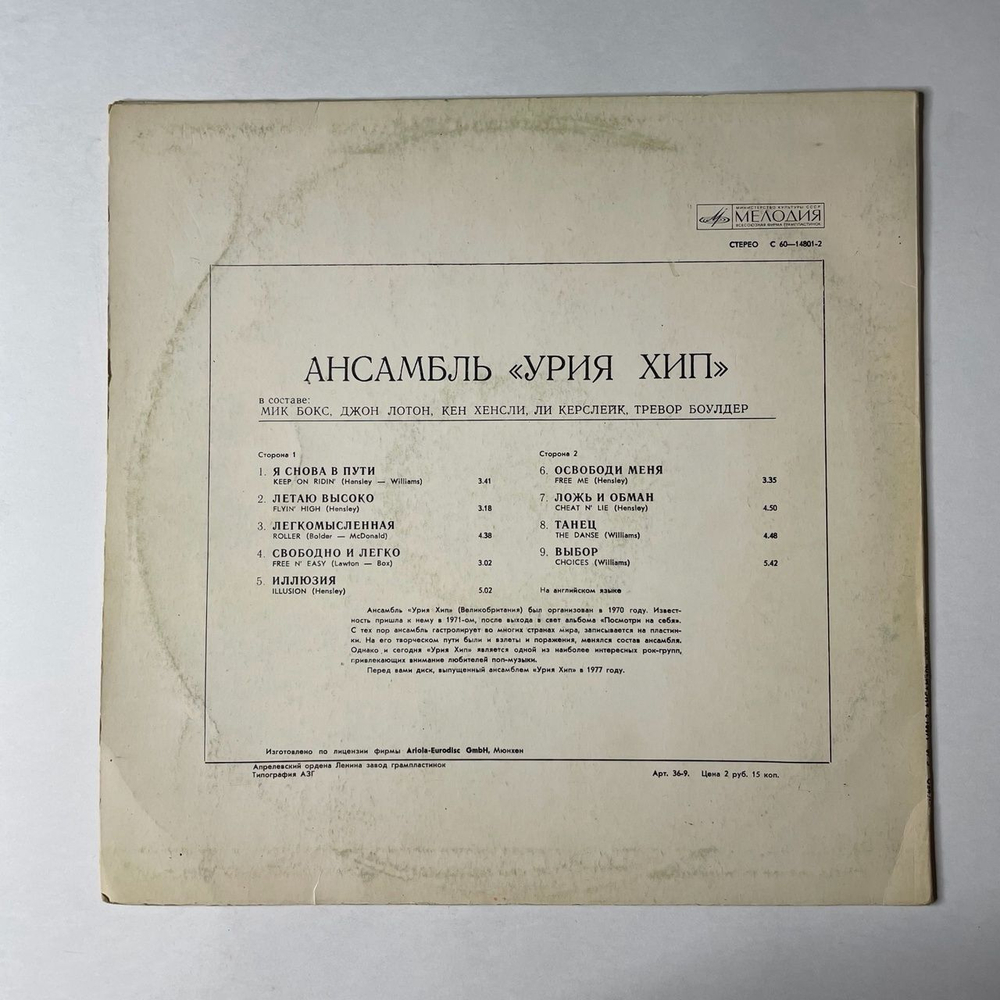 МИНИСТЕРСТВО КУЛЬТУРЫ СССР
МЕЛОДИЯ
ВСЕСОЮЗНАЯ ФИРМА ГРАМПЛАСТИНОК
СТЕРЕО С 60—14801-2
АНСАМБЛЬ «УРИЯ ХИП»
в составе:
МИК БОКС, ДЖОН ЛОТОН, КЕН ХЕНСЛИ, ЛИ КЕРСЛЕЙК, ТРЕВОР БОУЛДЕР
Сторона 1
1. Я СНОВА В ПУТИ
KEEP ON RIDIN' (Hensley — Williams) 3.41
2. ЛЕТАЮ ВЫСОКО
FLYIN' HIGH (Hensley) 3.18
3. ЛЕГКОМЫСЛЕННАЯ
ROLLER (Bolder — McDonald) 4.38
4. СВОБОДНО И ЛЕГКО
FREE N' EASY (Lawton — Box) 3.02
5. ИЛЛЮЗИЯ
ILLUSION (Hensley) 5.02
Сторона 2
6. ОСВОБОДИ МЕНЯ
FREE ME (Hensley) 3.35
7. ЛОЖЬ И ОБМАН
CHEAT N' LIE (Hensley) 4.50
8. ТАНЕЦ
THE DANSE (Williams) 4.48
9. ВЫБОР
CHOICES (Williams) 5.42
На английском языке
Ансамбль «Урия Хип» (Великобритания) был организован в 1970 году. Извест-
ность пришла к нему в 1971-ом, после выхода в свет альбома «Посмотри на себя».
С тех пор ансамбль гастролирует во многих странах мира, записывается на пластин-
ки. На его творческом пути были и взлеты и поражения, менялся состав ансамбля.
Однако и сегодня «Урия Хип» является одной из наиболее интересных рок-групп,
привлекающих внимание любителей поп-музыки.
Перед вами диск, выпущенный ансамблем «Урия Хип» в 1977 году.
Изготовлено по лицензии фирмы Ariola-Eurodisc GmbH, Мюнхен
Апрелевский ордена Ленина завод грампластинок
Типография АЗГ
Арт. 36-9. Цена 2 руб. 15 коп.